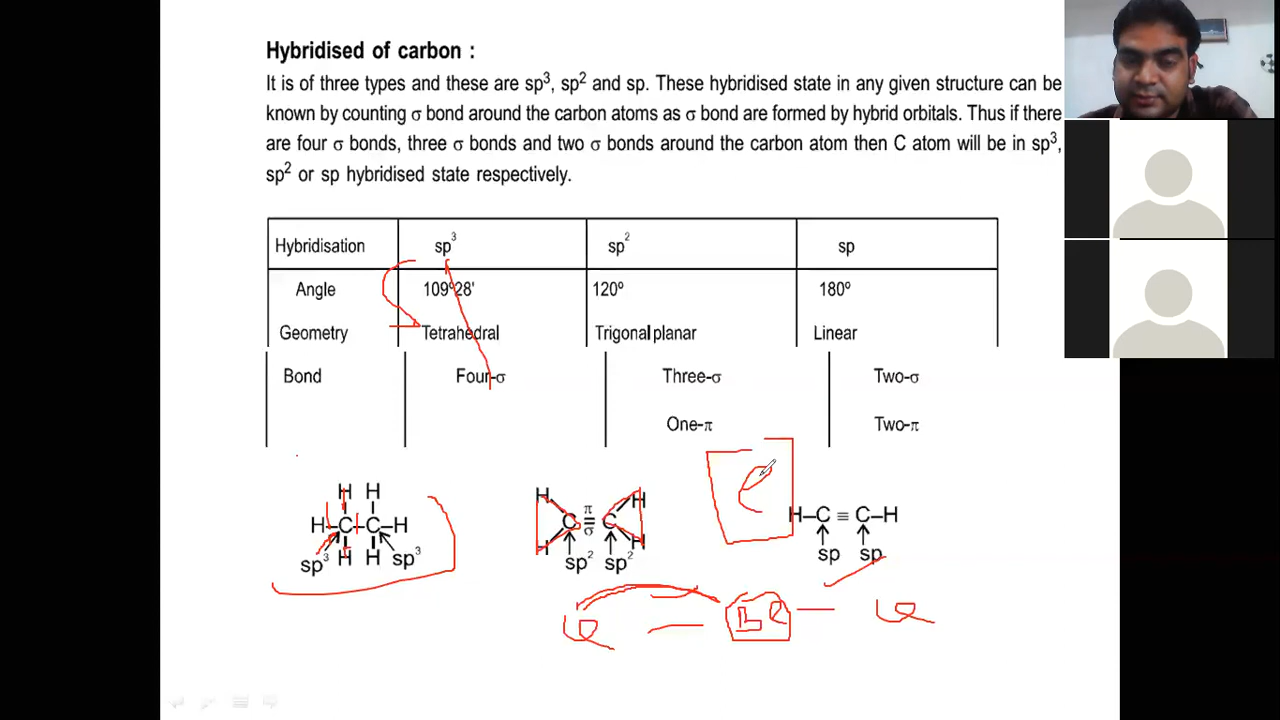 Hybridised of carbon :
It is of three types and these are sp³, sp² and sp. These hybridised state in any given structure can be
known by counting σ bond around the carbon atoms as σ bond are formed by hybrid orbitals. Thus if there
are four σ bonds, three σ bonds and two σ bonds around the carbon atom then C atom will be in sp³,
sp² or sp hybridised state respectively.
Hybridisation sp³ sp² sp
Angle 109º28' 120º 180º
Geometry Tetrahedral Trigonal planar Linear
Bond Four-σ Three-σ Two-σ
One-π Two-π
H H H H
π
H–C–C–H C = C H–C ≡ C–H
σ
H H H H
sp³ sp³ sp² sp² sp sp
Be